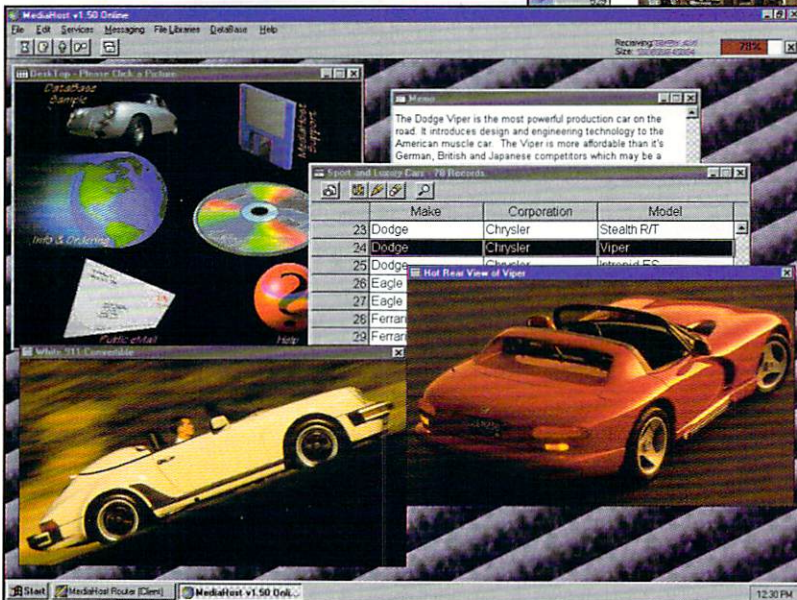 MediaHost v1.50 Online
File Edit Services Messaging File Libraries DataBase Help
Receiving:
Size:
78%
DeskTop - Please Click a Picture
DataBase
Sample
MediaHost
Support
Info & Ordering
Public eMail
Help
Memo
The Dodge Viper is the most powerful production car on the
road. It introduces design and engineering technology to the
American muscle car. The Viper is more affordable than it's
German, British and Japanese competitors which may be a
Sport and Luxury Cars - 78 Records
Make Corporation Model
23 Dodge Chrysler Stealth R/T
24 Dodge Chrysler Viper
25 Dodge Chrysler Intrepid ES
26 Eagle
27 Eagle
28 Ferrari
29 Ferrari
Hot Rear View of Viper
White 911 Convertible
Start MediaHost Router (Client) MediaHost v1.50 Onli...
12:30 PM